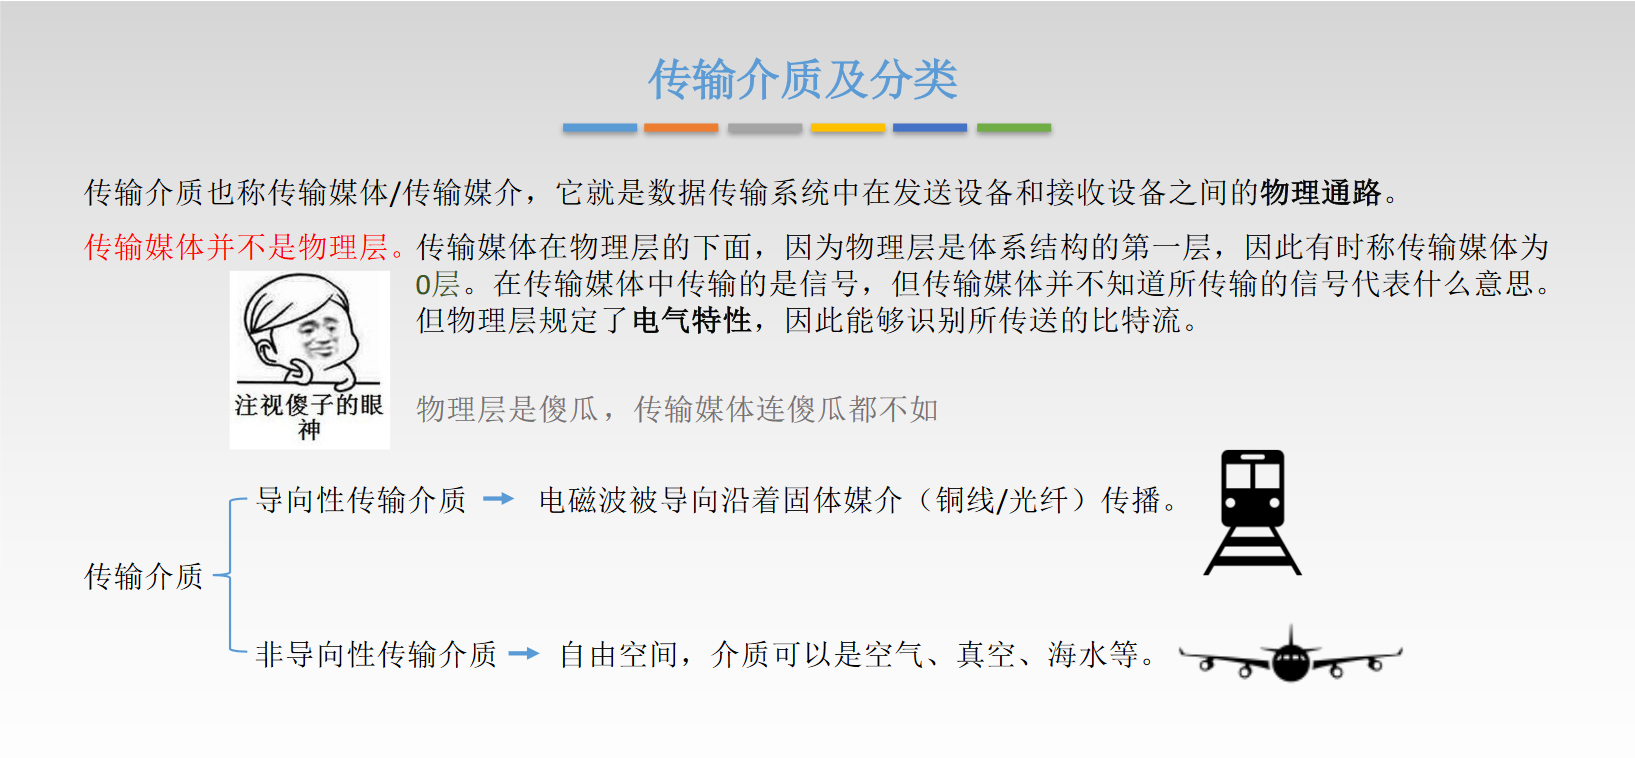 传输介质及分类
传输介质也称传输媒体/传输媒介，它就是数据传输系统中在发送设备和接收设备之间的物理通路。
传输媒体并不是物理层。传输媒体在物理层的下面，因为物理层是体系结构的第一层，因此有时称传输媒体为
0层。在传输媒体中传输的是信号，但传输媒体并不知道所传输的信号代表什么意思。
但物理层规定了电气特性，因此能够识别所传送的比特流。
注视傻子的眼
神
物理层是傻瓜，传输媒体连傻瓜都不如
导向性传输介质 电磁波被导向沿着固体媒介（铜线/光纤）传播。
传输介质
非导向性传输介质 自由空间，介质可以是空气、真空、海水等。